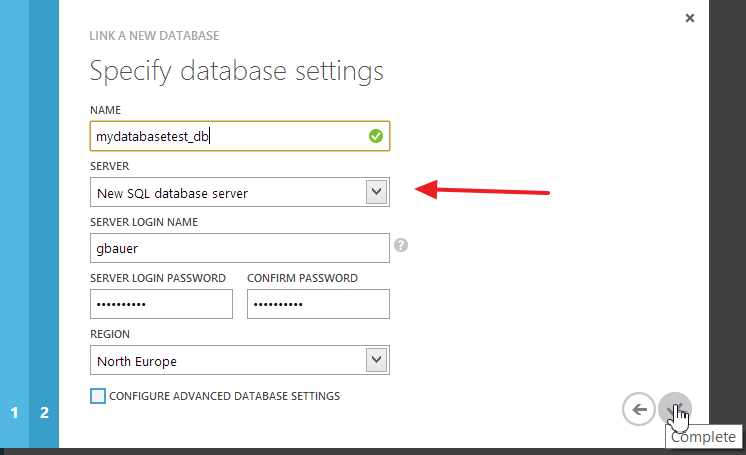 LINK A NEW DATABASE
Specify database settings
NAME
mydatabasetest_db
SERVER
New SQL database server
SERVER LOGIN NAME
gbauer
?
SERVER LOGIN PASSWORD CONFIRM PASSWORD
•••••••••• ••••••••••
REGION
North Europe
CONFIGURE ADVANCED DATABASE SETTINGS
1 2
Complete